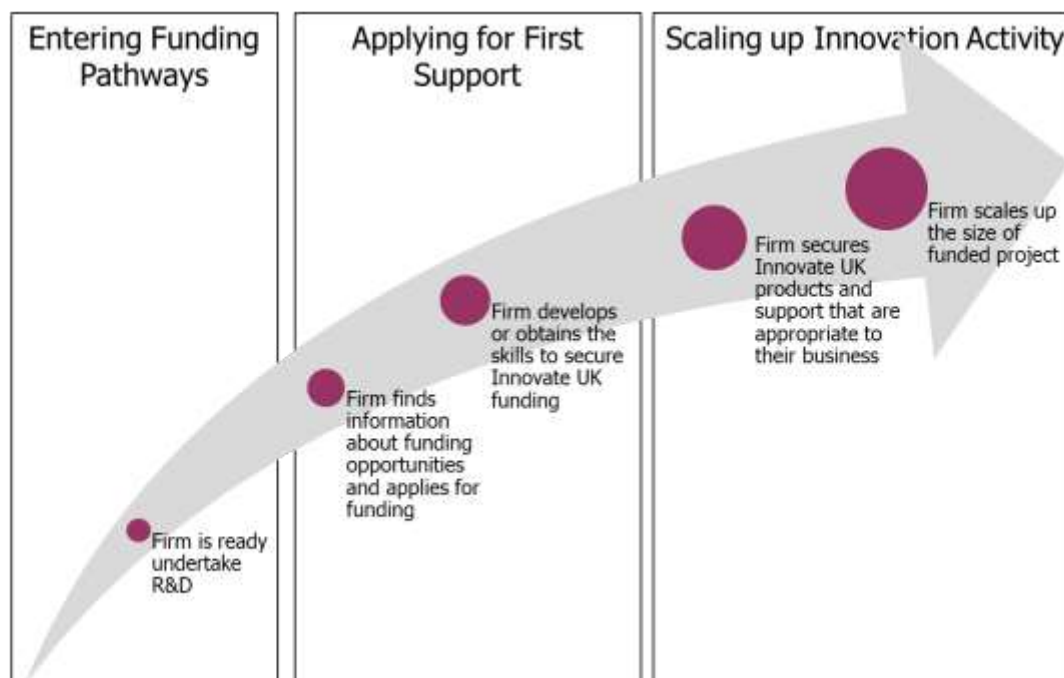 Entering Funding
Pathways
Applying for First
Support
Scaling up Innovation Activity
Firm is ready
undertake
R&D
Firm finds
information
about funding
opportunities
and applies for
funding
Firm develops
or obtains the
skills to secure
Innovate UK
funding
Firm secures
Innovate UK
products and
support that are
appropriate to
their business
Firm scales up
the size of
funded project